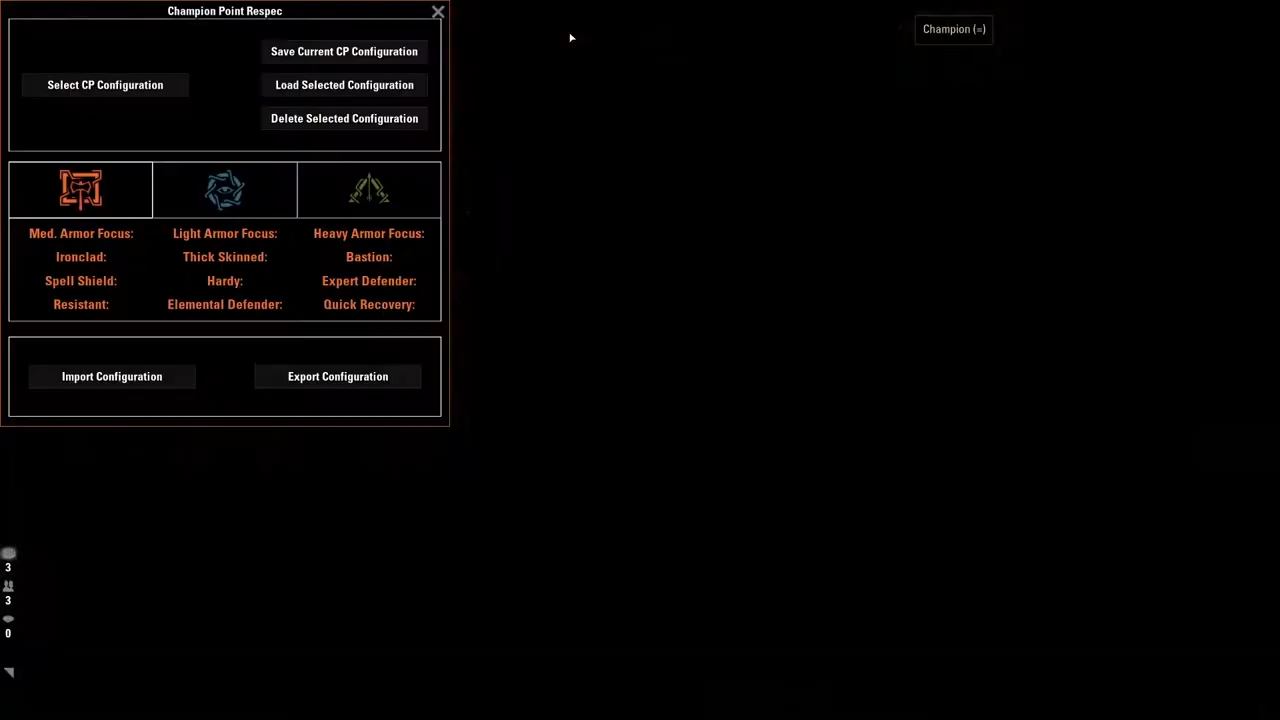 Champion Point Respec
Champion (=)
Save Current CP Configuration
Select CP Configuration
Load Selected Configuration
Delete Selected Configuration
Med. Armor Focus: Light Armor Focus: Heavy Armor Focus:
Ironclad: Thick Skinned: Bastion:
Spell Shield: Hardy: Expert Defender:
Resistant: Elemental Defender: Quick Recovery:
Import Configuration Export Configuration
3
3
0